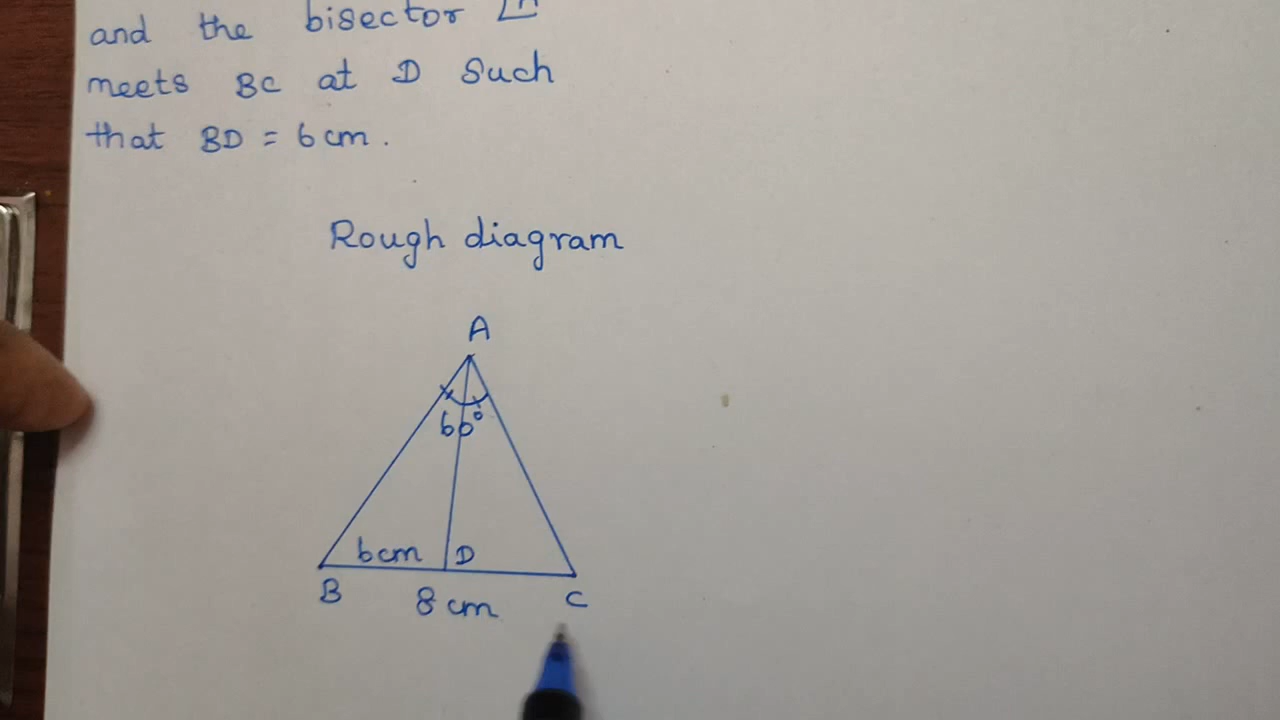 and the bisector
meets BC at D Such
that BD = 6 cm.
Rough diagram
A
60°
6cm D
B 8 cm C